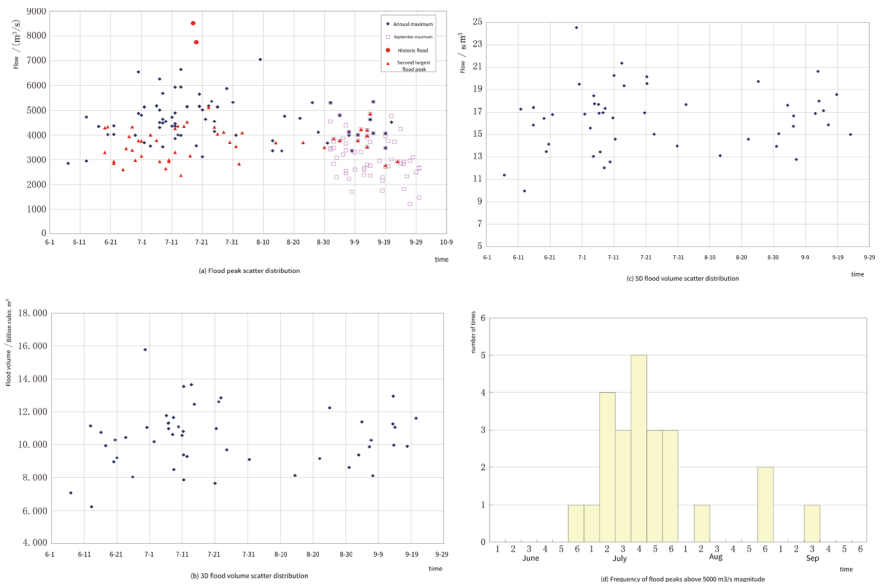 Flow / (m³/s)
9000
8000
7000
6000
5000
4000
3000
2000
1000
0
6-1 6-11 6-21 7-1 7-11 7-21 7-31 8-10 8-20 8-30 9-9 9-19 9-29 10-9
time
Annual maximum
September maximum
Historic flood
Second largest
flood peak
(a) Flood peak scatter distribution
Flow / 亿 m³
25
23
21
19
17
15
13
11
9
7
5
6-1 6-11 6-21 7-1 7-11 7-21 7-31 8-10 8-20 8-30 9-9 9-19 9-29
time
(c) 5D flood volume scatter distribution
Flood volume / Billion cubic m³
18. 000
16. 000
14. 000
12. 000
10. 000
8. 000
6. 000
4. 000
6-1 6-11 6-21 7-1 7-11 7-21 7-31 8-10 8-20 8-30 9-9 9-19 9-29
time
(b) 3D flood volume scatter distribution
number of times
6
5
4
3
2
1
0
1 2 3 4 5 6 1 2 3 4 5 6 1 2 3 4 5 6 1 2 3 4 5 6
June July Aug Sep
time
(d) Frequency of flood peaks above 5000 m3/s magnitude